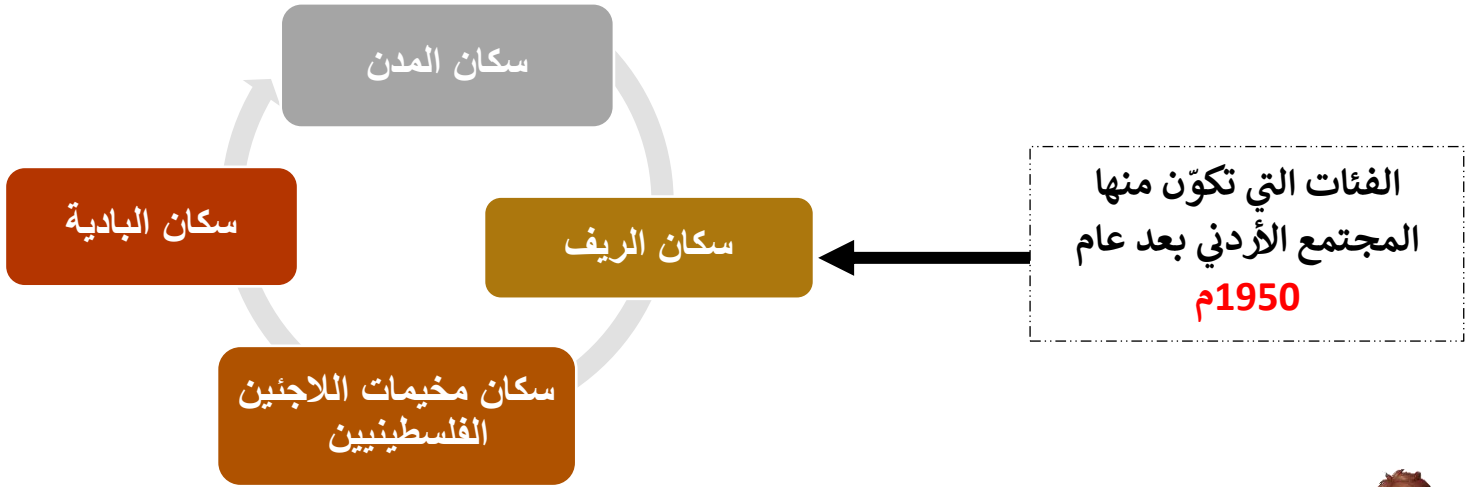 الفئات التي تكوّن منها
المجتمع الأردني بعد عام
1950م
سكان المدن
سكان الريف
سكان مخيمات اللاجئين
الفلسطينيين
سكان البادية